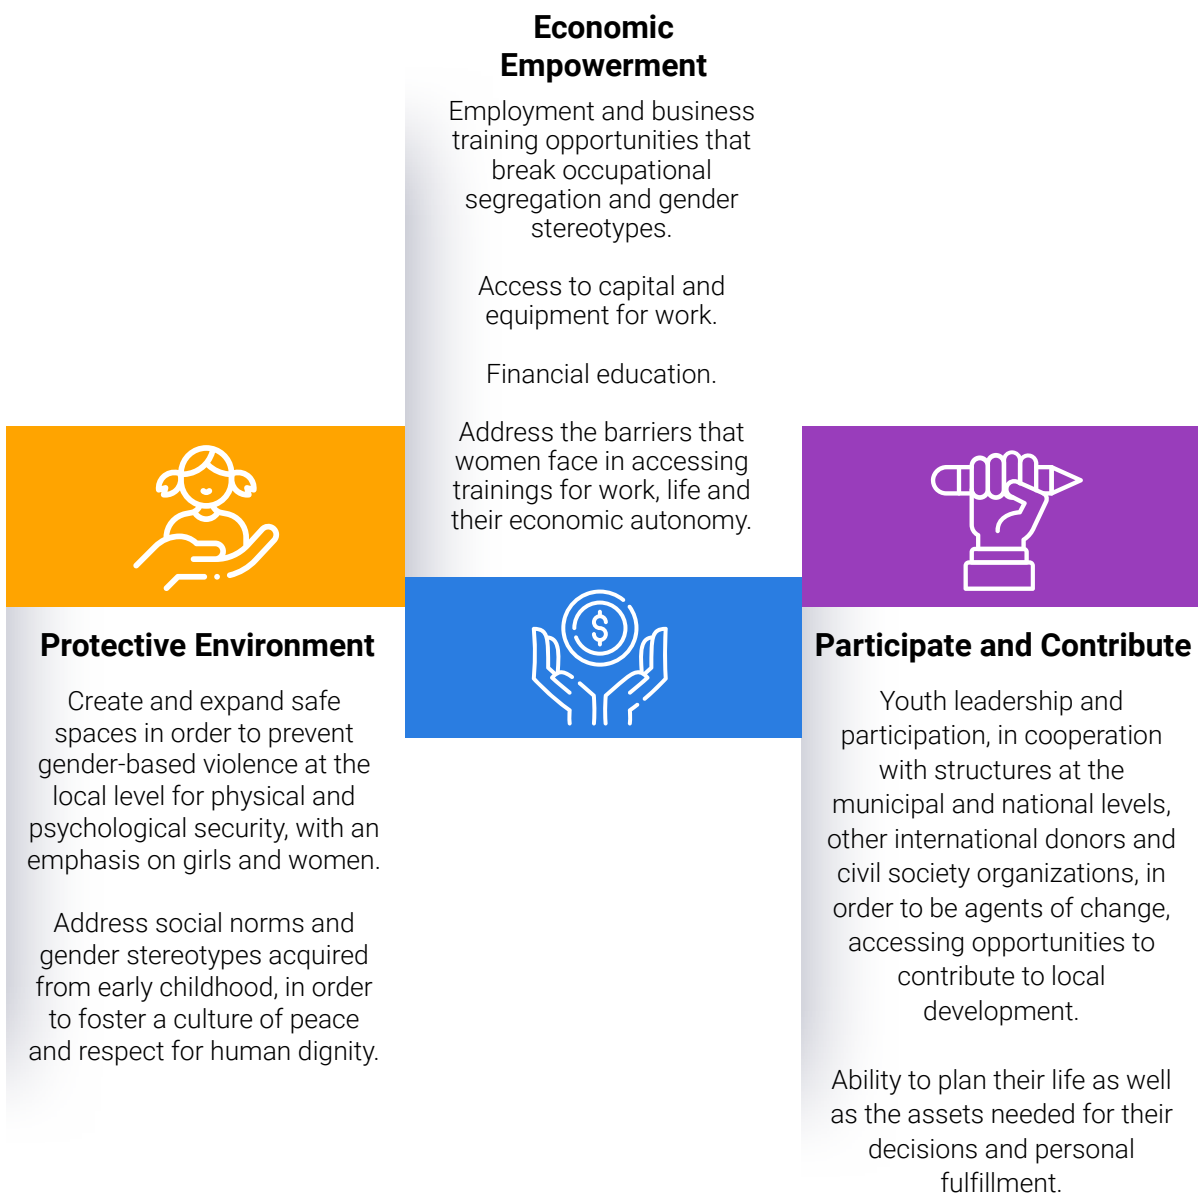 Economic
Empowerment
Employment and business
training opportunities that
break occupational
segregation and gender
stereotypes.
Access to capital and
equipment for work.
Financial education.
Address the barriers that
women face in accessing
trainings for work, life and
their economic autonomy.
$
Protective Environment
Create and expand safe
spaces in order to prevent
gender-based violence at the
local level for physical and
psychological security, with an
emphasis on girls and women.
Address social norms and
gender stereotypes acquired
from early childhood, in order
to foster a culture of peace
and respect for human dignity.
Participate and Contribute
Youth leadership and
participation, in cooperation
with structures at the
municipal and national levels,
other international donors and
civil society organizations, in
order to be agents of change,
accessing opportunities to
contribute to local
development.
Ability to plan their life as well
as the assets needed for their
decisions and personal
fulfillment.